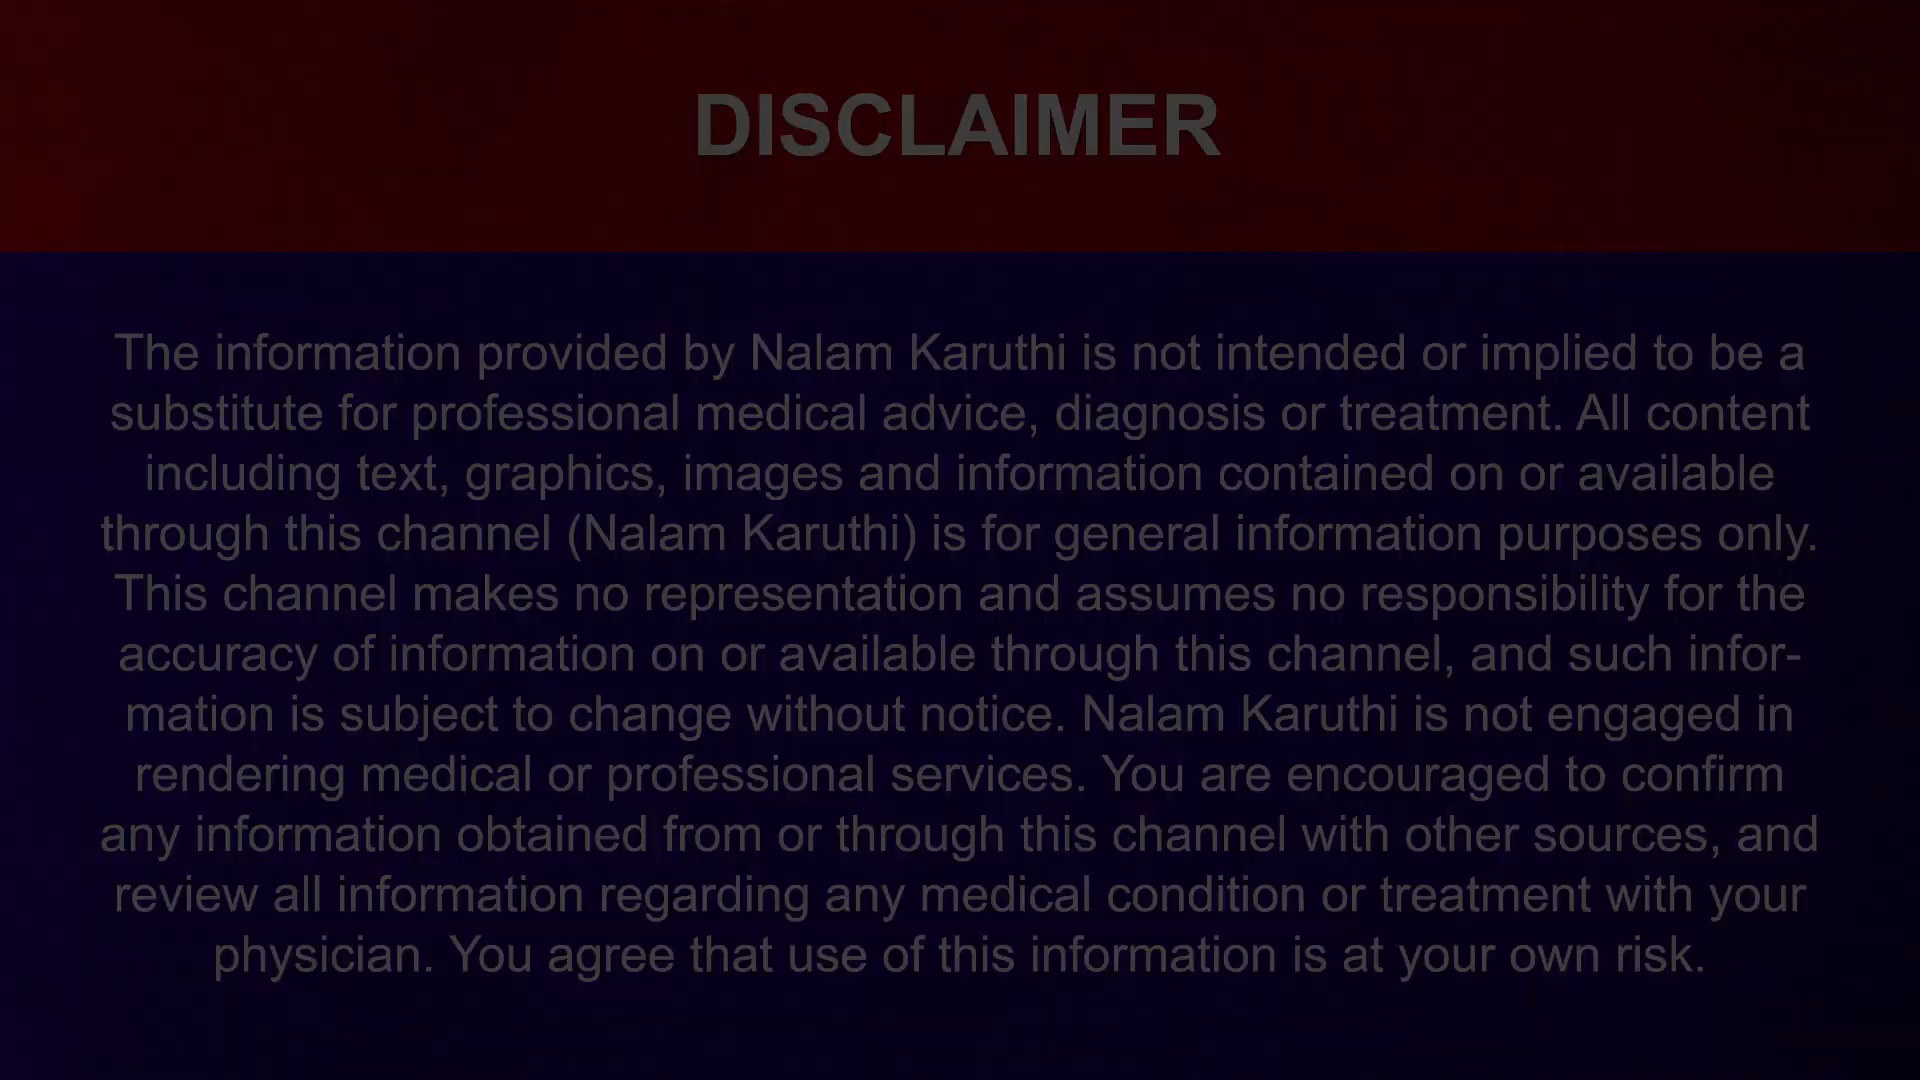 DISCLAIMER
The information provided by Nalam Karuthi is not intended or implied to be a
substitute for professional medical advice, diagnosis or treatment. All content
including text, graphics, images and information contained on or available
through this channel (Nalam Karuthi) is for general information purposes only.
This channel makes no representation and assumes no responsibility for the
accuracy of information on or available through this channel, and such infor-
mation is subject to change without notice. Nalam Karuthi is not engaged in
rendering medical or professional services. You are encouraged to confirm
any information obtained from or through this channel with other sources, and
review all information regarding any medical condition or treatment with your
physician. You agree that use of this information is at your own risk.